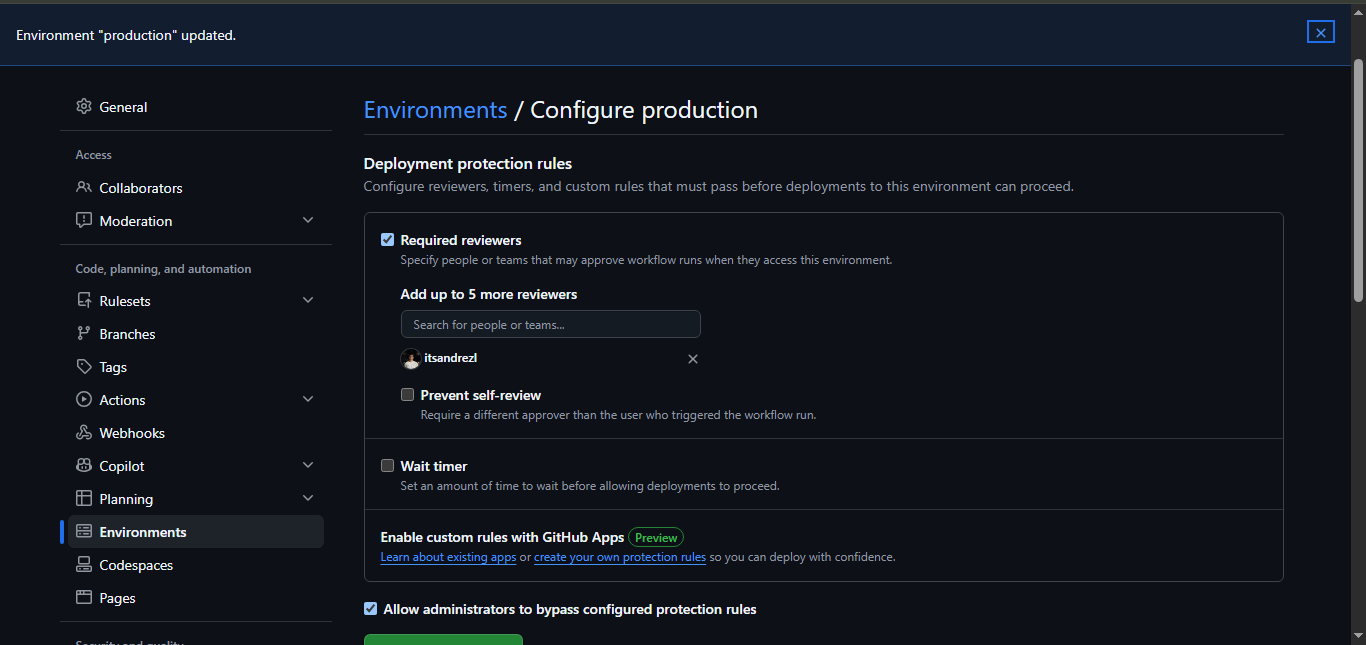 Environment "production" updated.
General
Access
Collaborators
Moderation
Code, planning, and automation
Rulesets
Branches
Tags
Actions
Webhooks
Copilot
Planning
Environments
Codespaces
Pages
Environments / Configure production
Deployment protection rules
Configure reviewers, timers, and custom rules that must pass before deployments to this environment can proceed.
Required reviewers
Specify people or teams that may approve workflow runs when they access this environment.
Add up to 5 more reviewers
Search for people or teams...
itsandrezl
Prevent self-review
Require a different approver than the user who triggered the workflow run.
Wait timer
Set an amount of time to wait before allowing deployments to proceed.
Enable custom rules with GitHub Apps Preview
Learn about existing apps or create your own protection rules so you can deploy with confidence.
Allow administrators to bypass configured protection rules